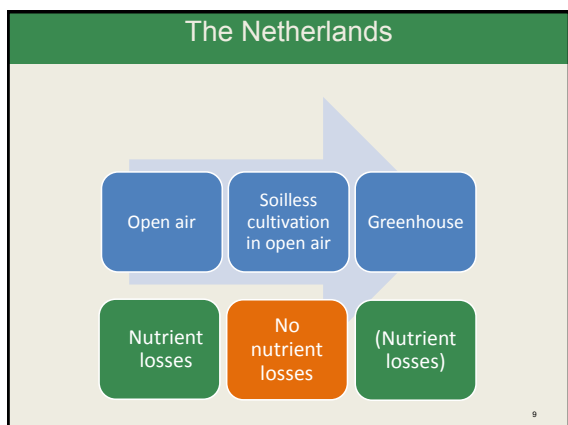 The Netherlands
Open air
Soilless
cultivation
in open air
Greenhouse
Nutrient
losses
No
nutrient
losses
(Nutrient
losses)
9